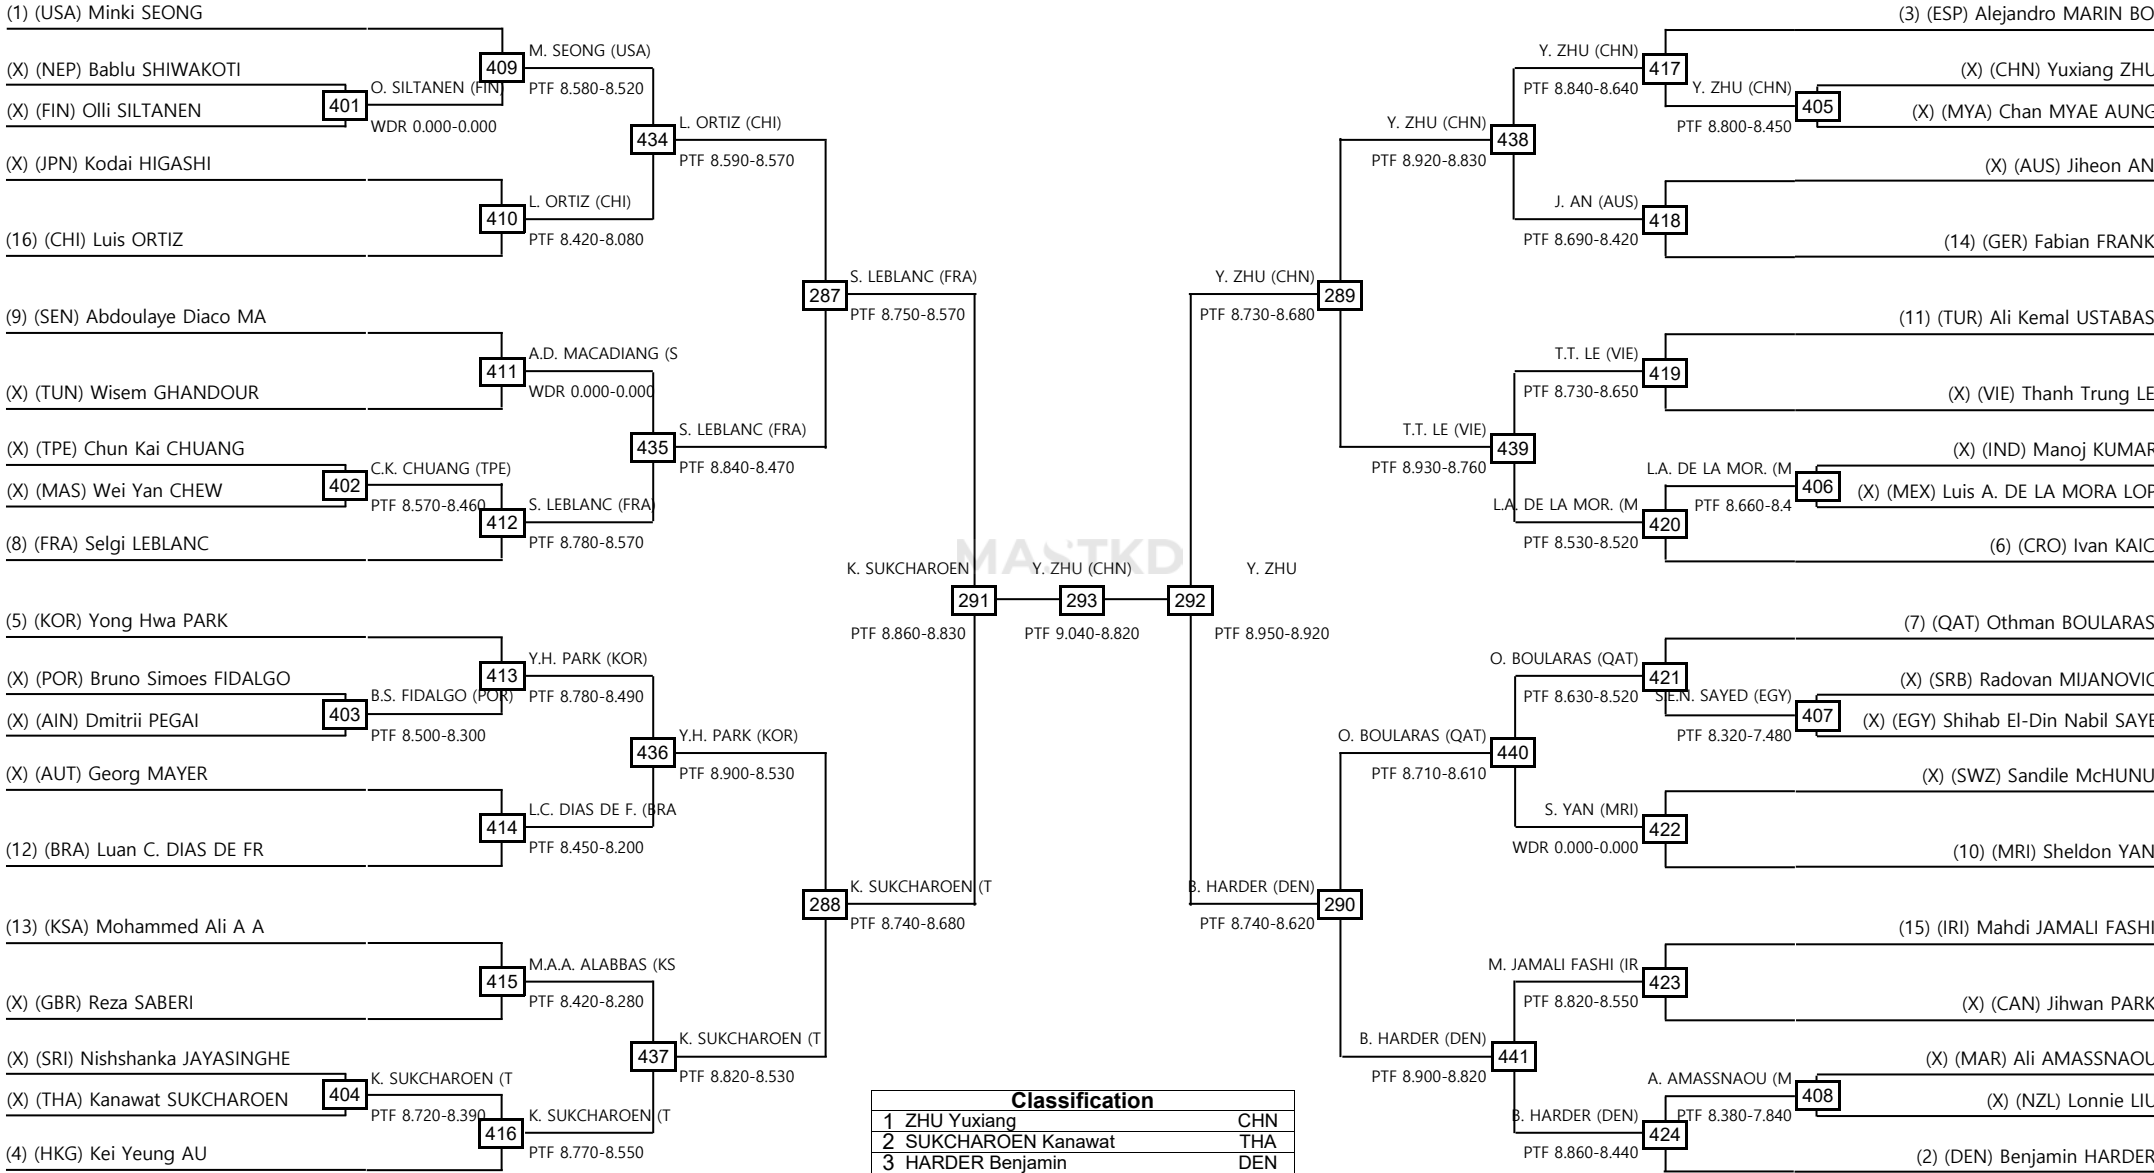 (1) (USA) Minki SEONG
(X) (NEP) Bablu SHIWAKOTI
(X) (FIN) Olli SILTANEN
(X) (JPN) Kodai HIGASHI
(16) (CHI) Luis ORTIZ
(9) (SEN) Abdoulaye Diaco MA
(X) (TUN) Wisem GHANDOUR
(X) (TPE) Chun Kai CHUANG
(X) (MAS) Wei Yan CHEW
(8) (FRA) Selgi LEBLANC
(5) (KOR) Yong Hwa PARK
(X) (POR) Bruno Simoes FIDALGO
(X) (AIN) Dmitrii PEGAI
(X) (AUT) Georg MAYER
(12) (BRA) Luan C. DIAS DE FR
(13) (KSA) Mohammed Ali A A
(X) (GBR) Reza SABERI
(X) (SRI) Nishshanka JAYASINGHE
(X) (THA) Kanawat SUKCHAROEN
(4) (HKG) Kei Yeung AU
401
O. SILTANEN (FIN)
WDR 0.000-0.000
402
C.K. CHUANG (TPE)
PTF 8.570-8.460
403
B.S. FIDALGO (POR)
PTF 8.500-8.300
404
K. SUKCHAROEN (T
PTF 8.720-8.390
409
M. SEONG (USA)
PTF 8.580-8.520
410
L. ORTIZ (CHI)
PTF 8.420-8.080
411
A.D. MACADIANG (S
WDR 0.000-0.000
412
S. LEBLANC (FRA)
PTF 8.780-8.570
413
Y.H. PARK (KOR)
PTF 8.780-8.490
414
L.C. DIAS DE F. (BRA
PTF 8.450-8.200
415
M.A.A. ALABBAS (KS
PTF 8.420-8.280
416
K. SUKCHAROEN (T
PTF 8.770-8.550
434
L. ORTIZ (CHI)
PTF 8.590-8.570
435
S. LEBLANC (FRA)
PTF 8.840-8.470
436
Y.H. PARK (KOR)
PTF 8.900-8.530
437
K. SUKCHAROEN (T
PTF 8.820-8.530
287
S. LEBLANC (FRA)
PTF 8.750-8.570
288
K. SUKCHAROEN (T
PTF 8.740-8.680
MASTKD
K. SUKCHAROEN
291
PTF 8.860-8.830
Y. ZHU (CHN)
293
PTF 9.040-8.820
Y. ZHU
292
PTF 8.950-8.920
Y. ZHU (CHN)
289
PTF 8.730-8.680
B. HARDER (DEN)
290
PTF 8.740-8.620
Y. ZHU (CHN)
438
PTF 8.920-8.830
T.T. LE (VIE)
439
PTF 8.930-8.760
O. BOULARAS (QAT)
440
PTF 8.710-8.610
B. HARDER (DEN)
441
PTF 8.900-8.820
Y. ZHU (CHN)
417
PTF 8.840-8.640
J. AN (AUS)
418
PTF 8.690-8.420
T.T. LE (VIE)
419
PTF 8.730-8.650
L.A. DE LA MOR. (M
420
PTF 8.530-8.520
O. BOULARAS (QAT)
421
PTF 8.630-8.520
S. YAN (MRI)
422
WDR 0.000-0.000
M. JAMALI FASHI (IR
423
PTF 8.820-8.550
B. HARDER (DEN)
424
PTF 8.860-8.440
Y. ZHU (CHN)
405
PTF 8.800-8.450
L.A. DE LA MOR. (M
406
PTF 8.660-8.4
S.E.N. SAYED (EGY)
407
PTF 8.320-7.480
A. AMASSNAOU (M
408
PTF 8.380-7.840
(3) (ESP) Alejandro MARIN BO
(X) (CHN) Yuxiang ZHU
(X) (MYA) Chan MYAE AUNG
(X) (AUS) Jiheon AN
(14) (GER) Fabian FRANK
(11) (TUR) Ali Kemal USTABAS
(X) (VIE) Thanh Trung LE
(X) (IND) Manoj KUMAR
(X) (MEX) Luis A. DE LA MORA LOP
(6) (CRO) Ivan KAIC
(7) (QAT) Othman BOULARAS
(X) (SRB) Radovan MIJANOVIC
(X) (EGY) Shihab El-Din Nabil SAYE
(X) (SWZ) Sandile McHUNU
(10) (MRI) Sheldon YAN
(15) (IRI) Mahdi JAMALI FASHI
(X) (CAN) Jihwan PARK
(X) (MAR) Ali AMASSNAOU
(X) (NZL) Lonnie LIU
(2) (DEN) Benjamin HARDER
Classification
1 ZHU Yuxiang CHN
2 SUKCHAROEN Kanawat THA
3 HARDER Benjamin DEN